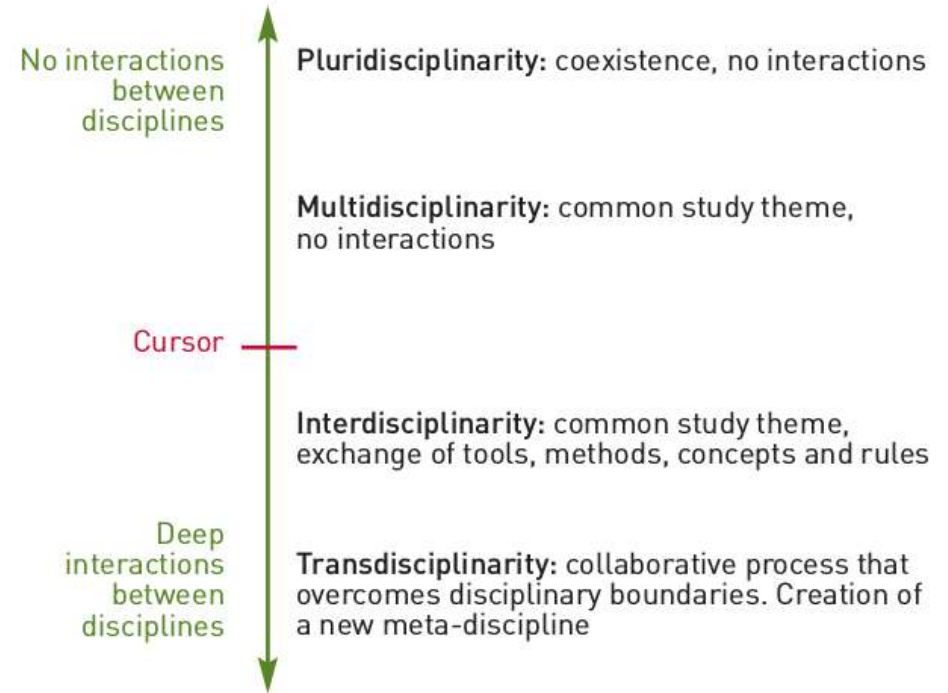 No interactions
between
disciplines
Pluridisciplinarity: coexistence, no interactions
Multidisciplinarity: common study theme,
no interactions
Cursor
Interdisciplinarity: common study theme,
exchange of tools, methods, concepts and rules
Deep
interactions
between
disciplines
Transdisciplinarity: collaborative process that
overcomes disciplinary boundaries. Creation of
a new meta-discipline